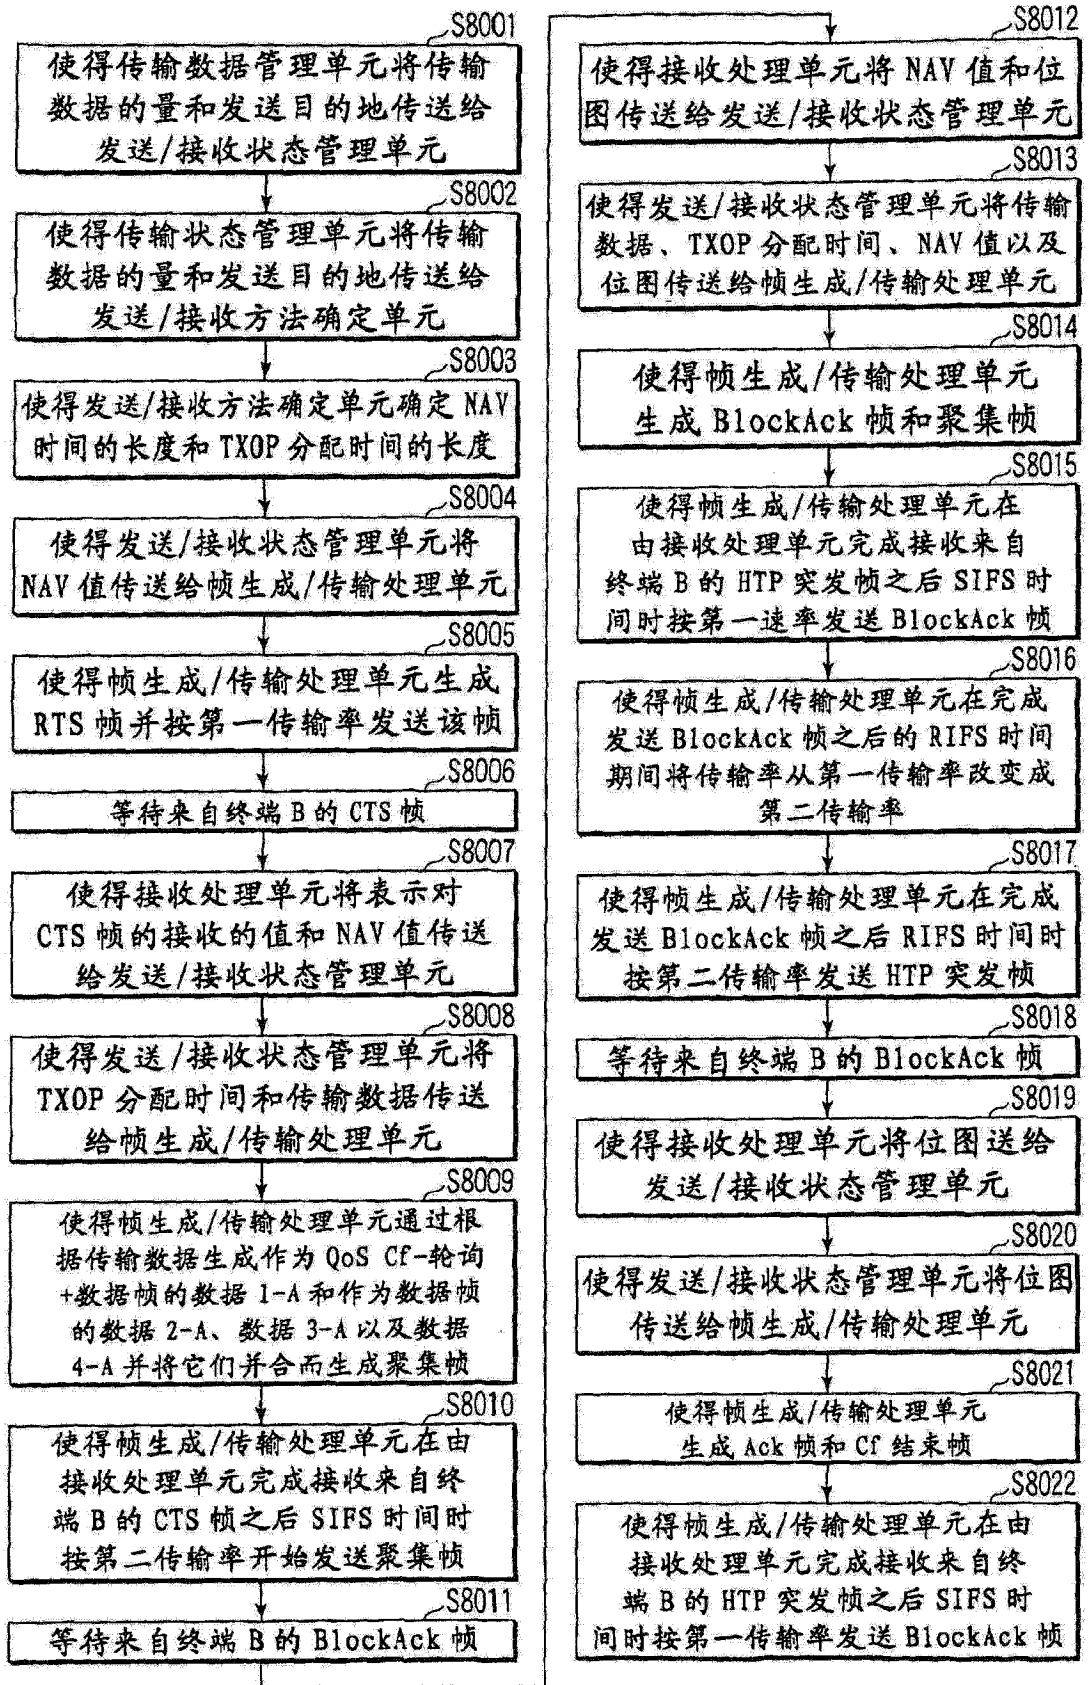 S8001
使得传输数据管理单元将传输
数据的量和发送目的地传送给
发送/接收状态管理单元
S8002
使得传输状态管理单元将传输
数据的量和发送目的地传送给
发送/接收方法确定单元
S8003
使得发送/接收方法确定单元确定 NAV
时间的长度和 TXOP 分配时间的长度
S8004
使得发送/接收状态管理单元将
NAV 值传送给帧生成/传输处理单元
S8005
使得帧生成/传输处理单元生成
RTS 帧并按第一传输率发送该帧
S8006
等待来自终端 B 的 CTS 帧
S8007
使得接收处理单元将表示对
CTS 帧的接收的值和 NAV 值传送
给发送/接收状态管理单元
S8008
使得发送/接收状态管理单元将
TXOP 分配时间和传输数据传送
给帧生成/传输处理单元
S8009
使得帧生成/传输处理单元通过根
据传输数据生成作为 QoS Cf-轮询
+数据帧的数据 1-A 和作为数据帧
的数据 2-A、数据 3-A 以及数据
4-A 并将它们并合而生成聚集帧
S8010
使得帧生成/传输处理单元在由
接收处理单元完成接收来自终
端 B 的 CTS 帧之后 SIFS 时间时
按第二传输率开始发送聚集帧
S8011
等待来自终端 B 的 BlockAck 帧
S8012
使得接收处理单元将 NAV 值和位
图传送给发送/接收状态管理单元
S8013
使得发送/接收状态管理单元将传输
数据、TXOP 分配时间、NAV 值以及
位图传送给帧生成/传输处理单元
S8014
使得帧生成/传输处理单元
生成 BlockAck 帧和聚集帧
S8015
使得帧生成/传输处理单元在
由接收处理单元完成接收来自
终端 B 的 HTP 突发帧之后 SIFS 时
间时按第一速率发送 BlockAck 帧
S8016
使得帧生成/传输处理单元在完成
发送 BlockAck 帧之后的 RIFS 时间
期间将传输率从第一传输率改变成
第二传输率
S8017
使得帧生成/传输处理单元在完成
发送 BlockAck 帧之后 RIFS 时间时
按第二传输率发送 HTP 突发帧
S8018
等待来自终端 B 的 BlockAck 帧
S8019
使得接收处理单元将位图送给
发送/接收状态管理单元
S8020
使得发送/接收状态管理单元将位图
传送给帧生成/传输处理单元
S8021
使得帧生成/传输处理单元
生成 Ack 帧和 Cf 结束帧
S8022
使得帧生成/传输处理单元在由
接收处理单元完成接收来自终
端 B 的 HTP 突发帧之后 SIFS 时
间时按第一传输率发送 BlockAck 帧